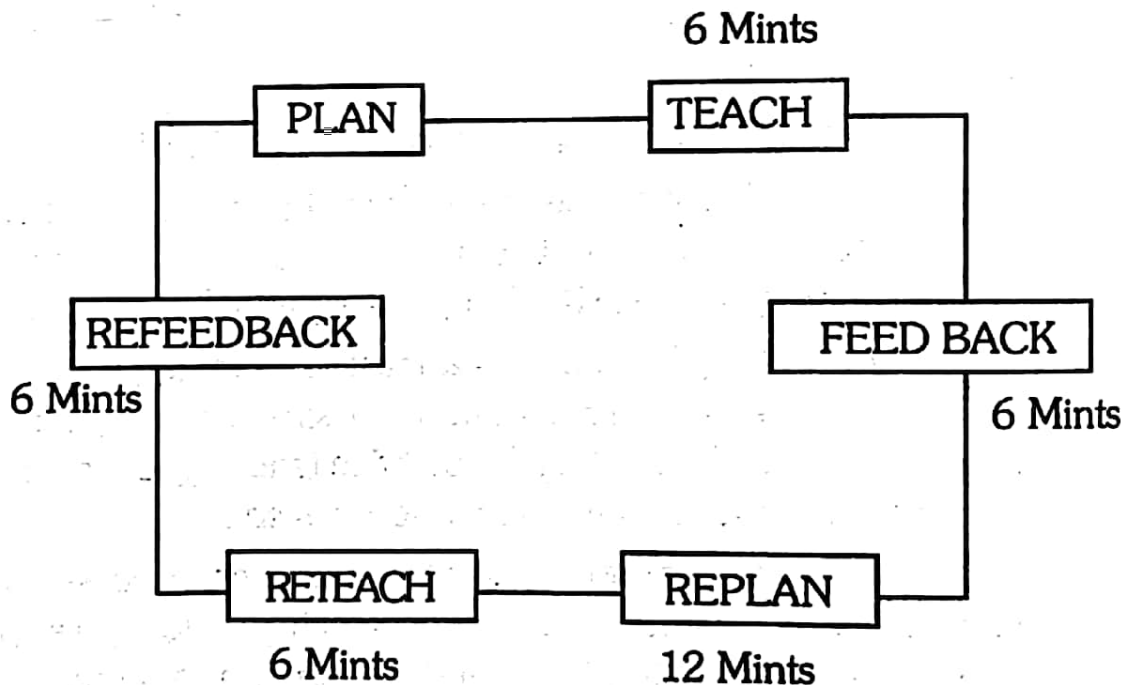 6 Mints
PLAN
TEACH
REFEEDBACK
FEED BACK
6 Mints
6 Mints
RETEACH
REPLAN
6 Mints
12 Mints